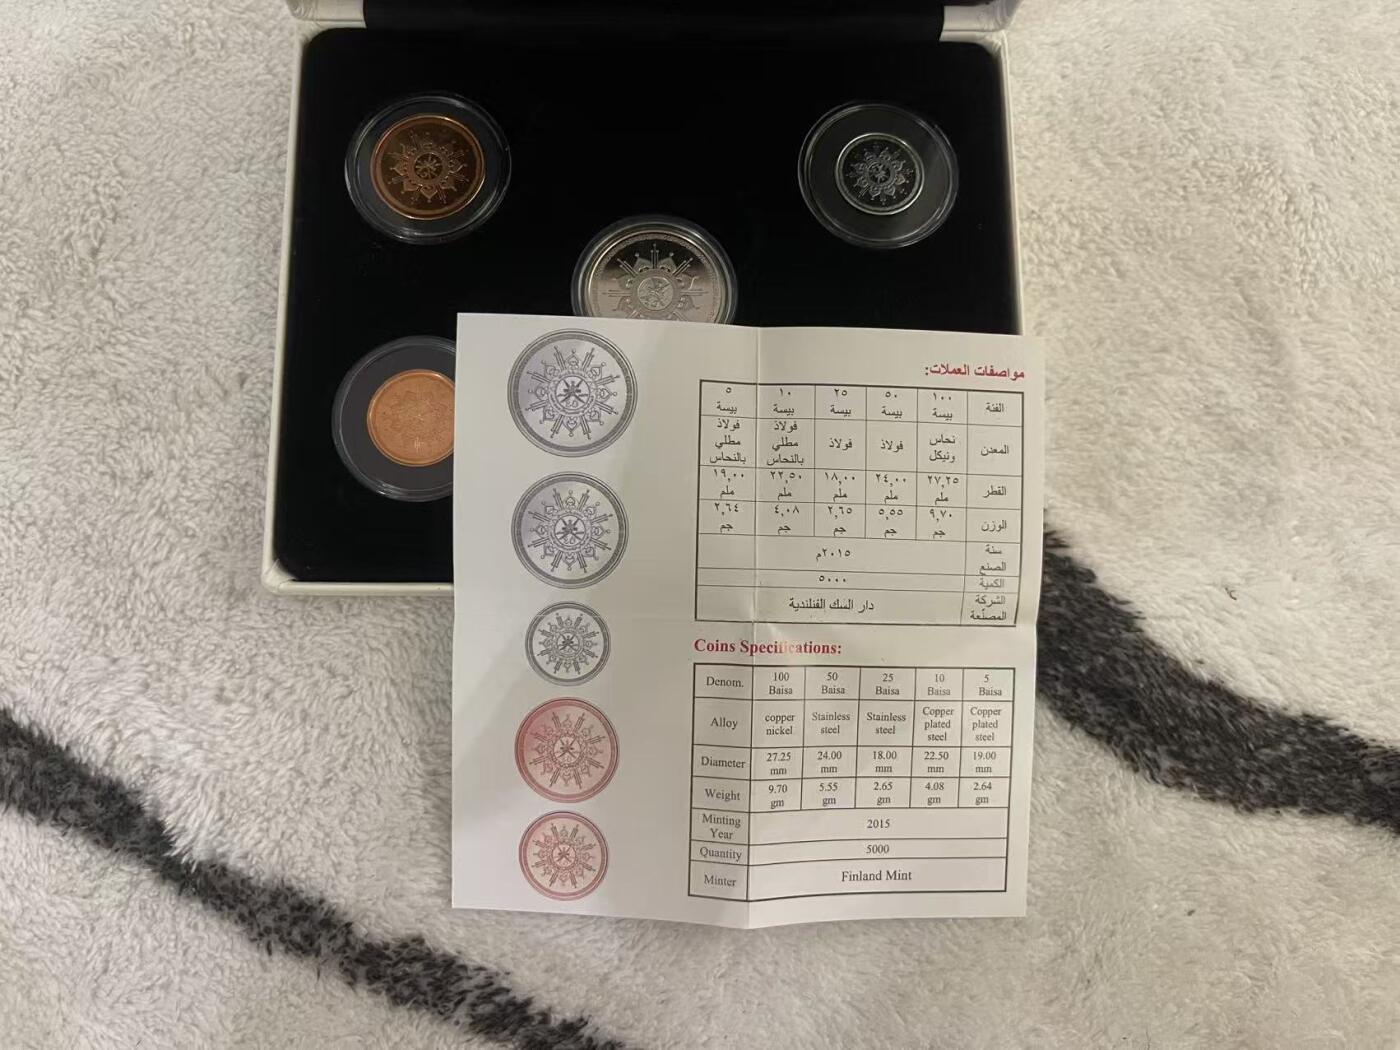 مواصفات العملات:
الفئة ١٠٠ بيسة ٥٠ بيسة ٢٥ بيسة ١٠ بيسة ٥ بيسة
المعدن نحاس ونيكل فولاذ فولاذ فولاذ مطلي بالنحاس فولاذ مطلي بالنحاس
القطر ٢٧,٢٥ ملم ٢٤,٠٠ ملم ١٨,٠٠ ملم ٢٢,٥٠ ملم ١٩,٠٠ ملم
الوزن ٩,٧٠ جم ٥,٥٥ جم ٢,٦٥ جم ٤,٠٨ جم ٢,٦٤ جم
سنة الصنع ٢٠١٥م
الكمية ٥٠٠٠
الشركة المصنّعة دار السك الفنلندية
Coins Specifications:
Denom. 100 Baisa 50 Baisa 25 Baisa 10 Baisa 5 Baisa
Alloy copper nickel Stainless steel Stainless steel Copper plated steel Copper plated steel
Diameter 27.25 mm 24.00 mm 18.00 mm 22.50 mm 19.00 mm
Weight 9.70 gm 5.55 gm 2.65 gm 4.08 gm 2.64 gm
Minting Year 2015
Quantity 5000
Minter Finland Mint